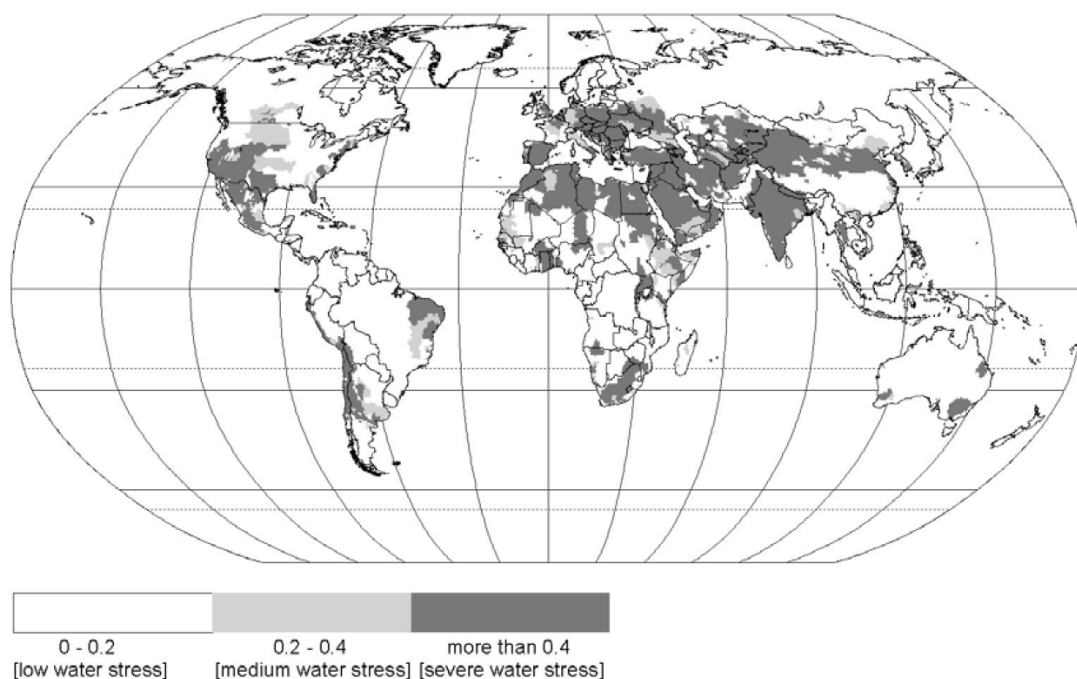 0 - 0.2
0.2 - 0.4
more than 0.4
[low water stress]
[medium water stress]
[severe water stress]